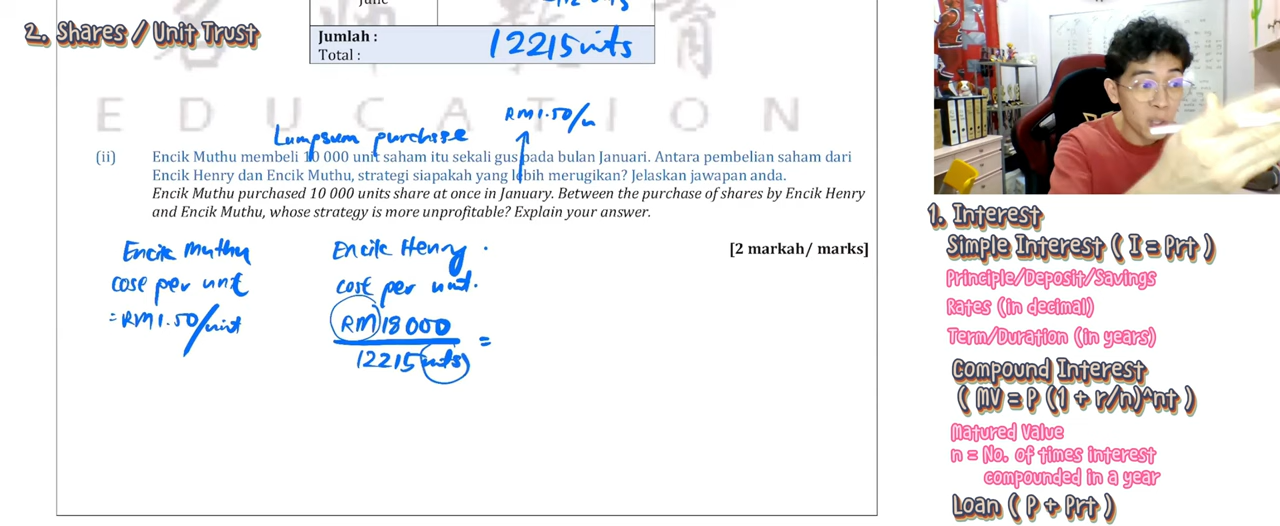 2. Shares / Unit Trust
June
Jumlah :
Total :
12215 units
EDUCATION
RM1.50/u
Lumpsum purchase
(ii) Encik Muthu membeli 10 000 unit saham itu sekali gus pada bulan Januari. Antara pembelian saham dari
Encik Henry dan Encik Muthu, strategi siapakah yang lebih merugikan? Jelaskan jawapan anda.
Encik Muthu purchased 10 000 units share at once in January. Between the purchase of shares by Encik Henry
and Encik Muthu, whose strategy is more unprofitable? Explain your answer.
[2 markah/ marks]
Encik Muthu
cost per unit
= RM1.50/unit
Encik Henry
cost per unit.
RM 18000
12215 units
=
1. Interest
Simple Interest ( I = Prt )
Principle/Deposit/Savings
Rates (in decimal)
Term/Duration (in years)
Compound Interest
( MV = P (1 + r/n)^nt )
Matured Value
n = No. of times interest
compounded in a year
Loan ( P + Prt )